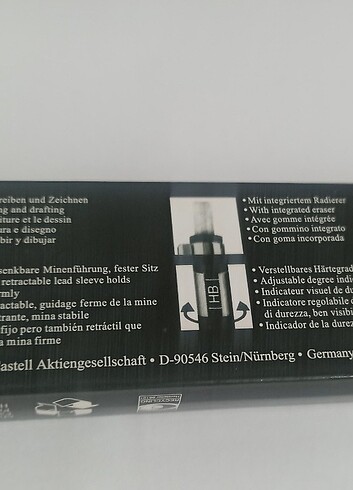 reiben und Zeichnen
ng and drafting
iture et le dessin
ura e disegno
bir y dibujar
• Mit integriertem Radierer
• With integrated eraser
• Avec gomme intégrée
• Con gommino integrato
• Con goma incorporada
senkbare Minenführung, fester Sitz
retractable lead sleeve holds
rmly
actable, guidage ferme de la mine
trante, mina stabile
fijo pero también retráctil que
a mina firme
HB
• Verstellbares Härtegrad
• Adjustable degree indic
• Indicateur visuel de du
• Indicatore regolabile c
di durezza, ben visibi
• Indicador de la durez
astell Aktiengesellschaft • D-90546 Stein/Nürnberg • Germany